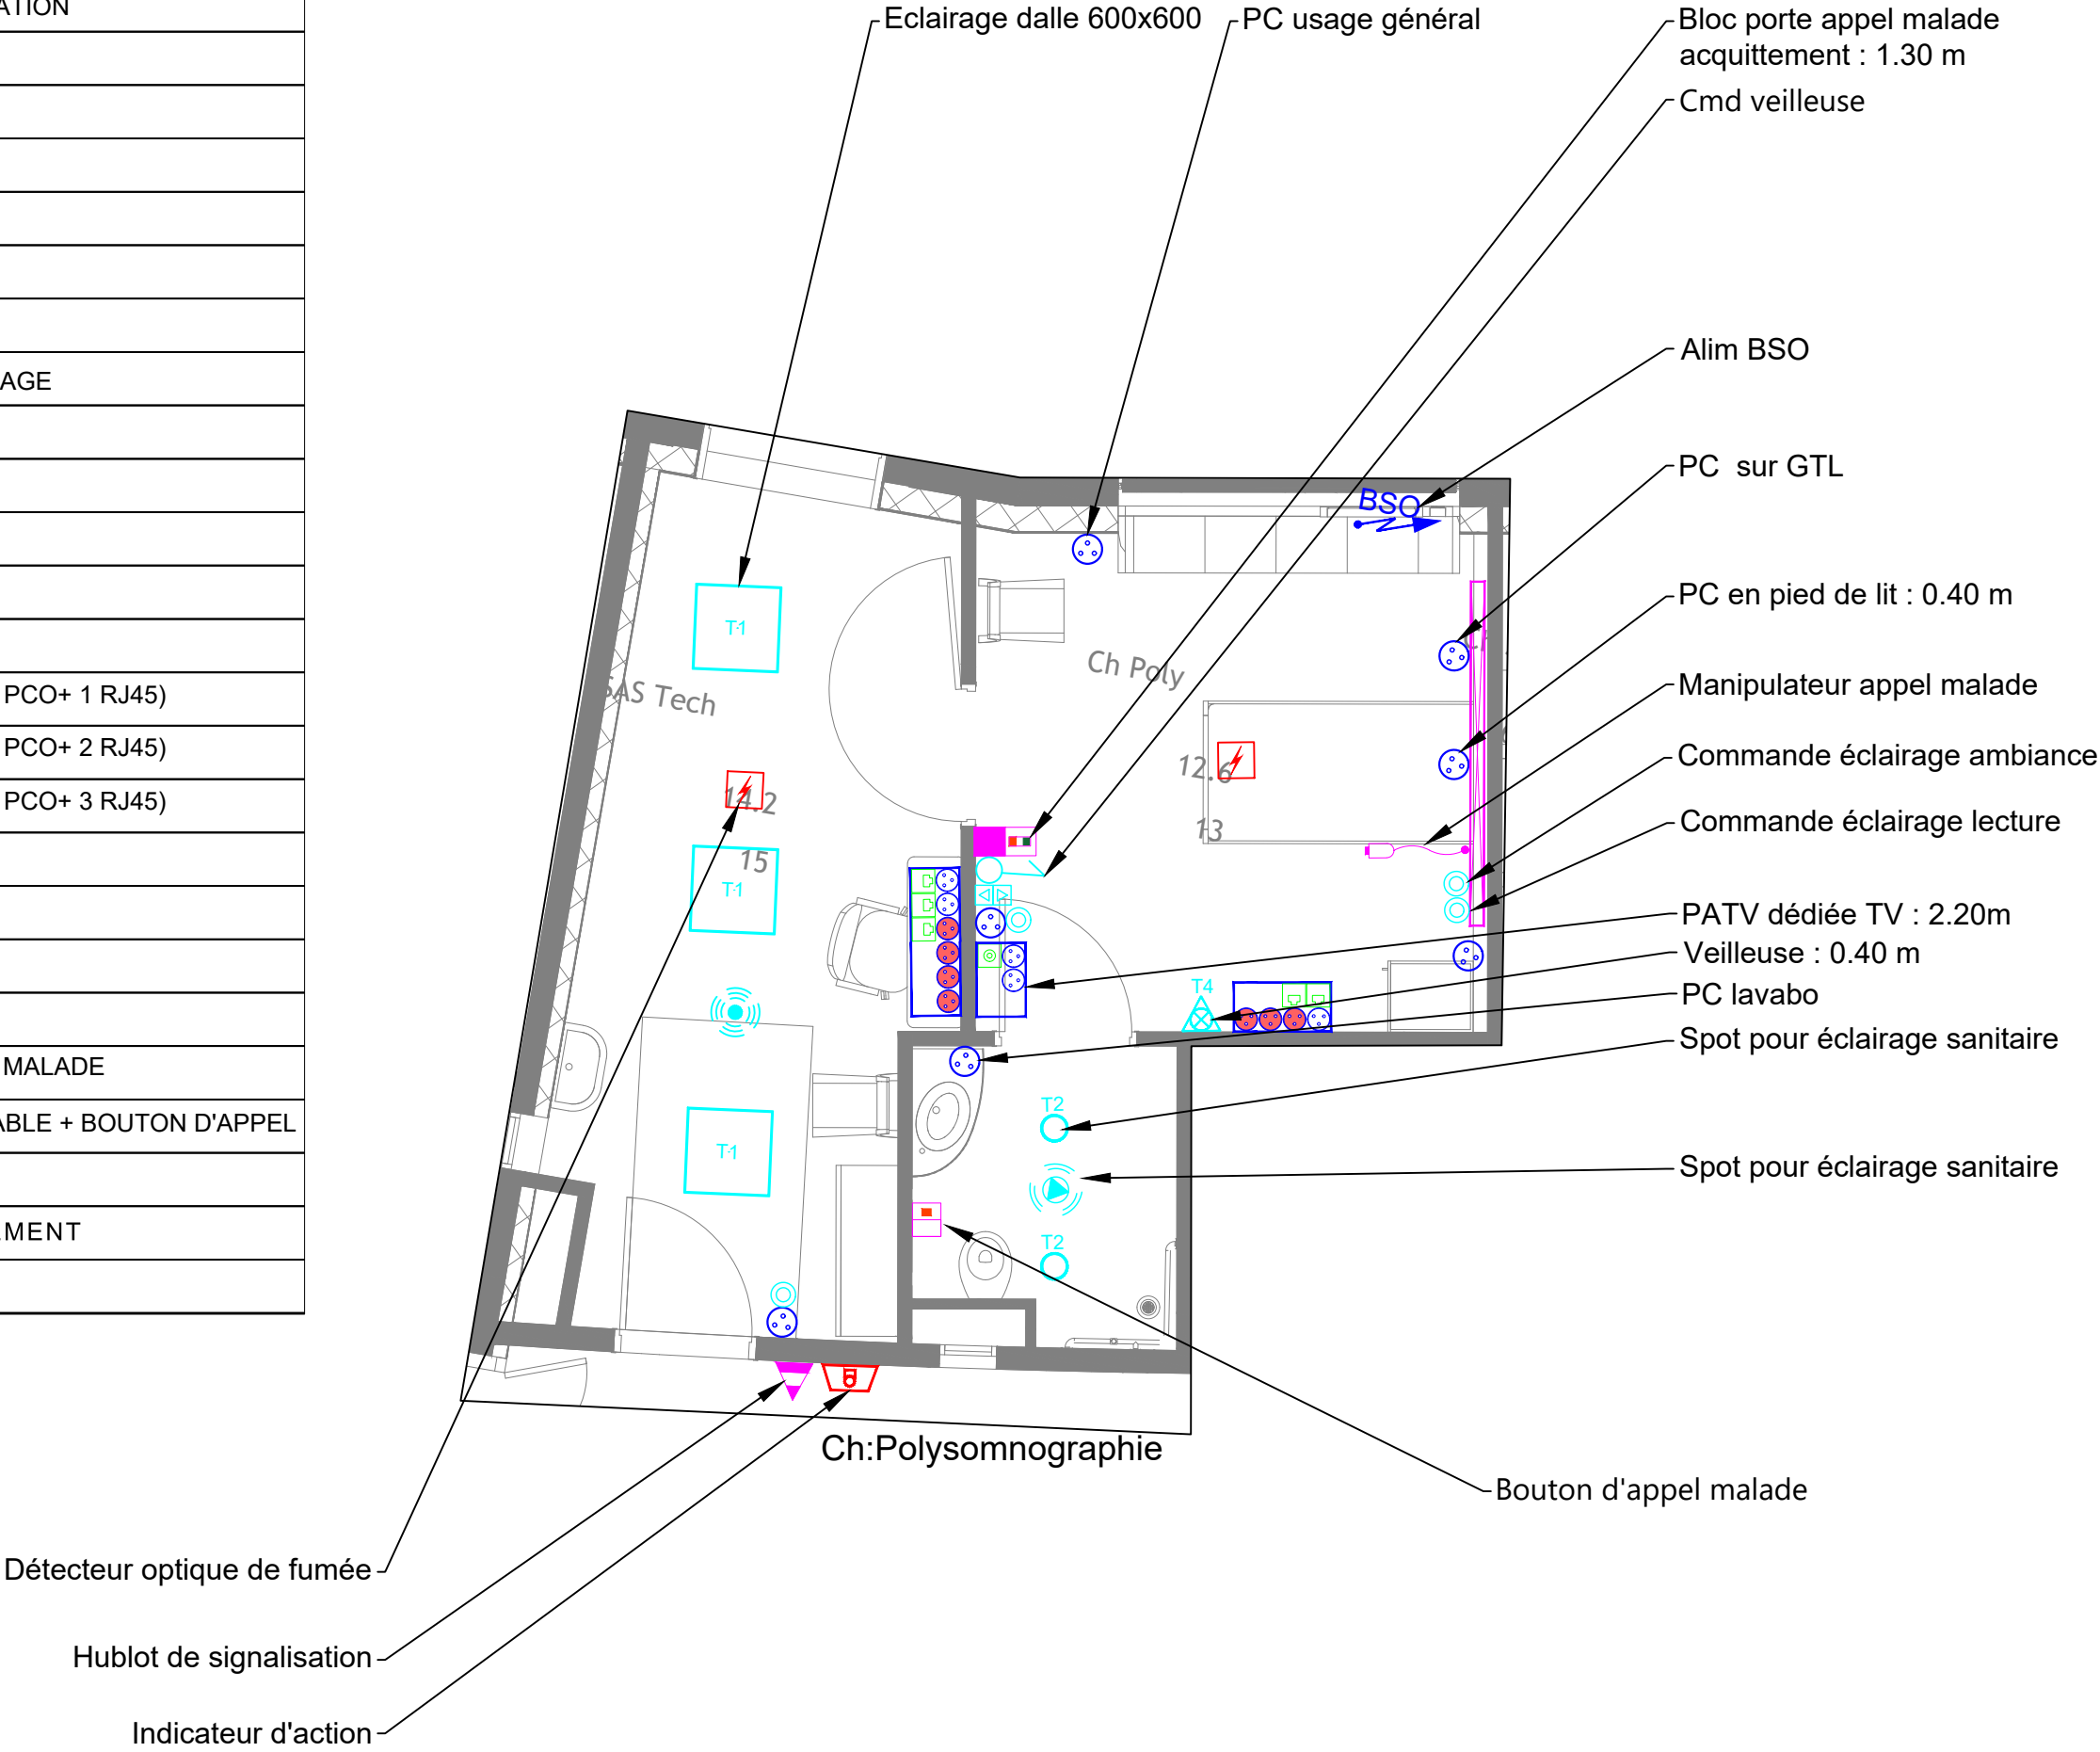 ATION
AGE
PCO+ 1 RJ45)
PCO+ 2 RJ45)
PCO+ 3 RJ45)
MALADE
ABLE + BOUTON D'APPEL
EMENT
Eclairage dalle 600x600
PC usage général
Bloc porte appel malade
acquittement : 1.30 m
Cmd veilleuse
Alim BSO
PC sur GTL
PC en pied de lit : 0.40 m
Manipulateur appel malade
Commande éclairage ambiance
Commande éclairage lecture
PATV dédiée TV : 2.20m
Veilleuse : 0.40 m
PC lavabo
Spot pour éclairage sanitaire
Spot pour éclairage sanitaire
Bouton d'appel malade
BSO
T1
SAS Tech
Ch Poly
14.2
15
12.6
13
T1
T4
T2
T1
T2
Ch:Polysomnographie
Détecteur optique de fumée
Hublot de signalisation
Indicateur d'action